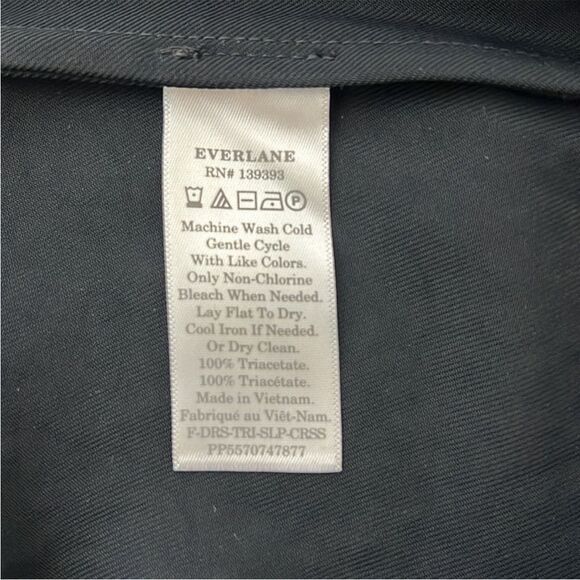 EVERLANE
RN# 139393
P
Machine Wash Cold
Gentle Cycle
With Like Colors.
Only Non-Chlorine
Bleach When Needed.
Lay Flat To Dry.
Cool Iron If Needed.
Or Dry Clean.
100% Triacetate.
100% Triacétate.
Made in Vietnam.
Fabriqué au Viêt-Nam.
F-DRS-TRI-SLP-CRSS
PP5570747877